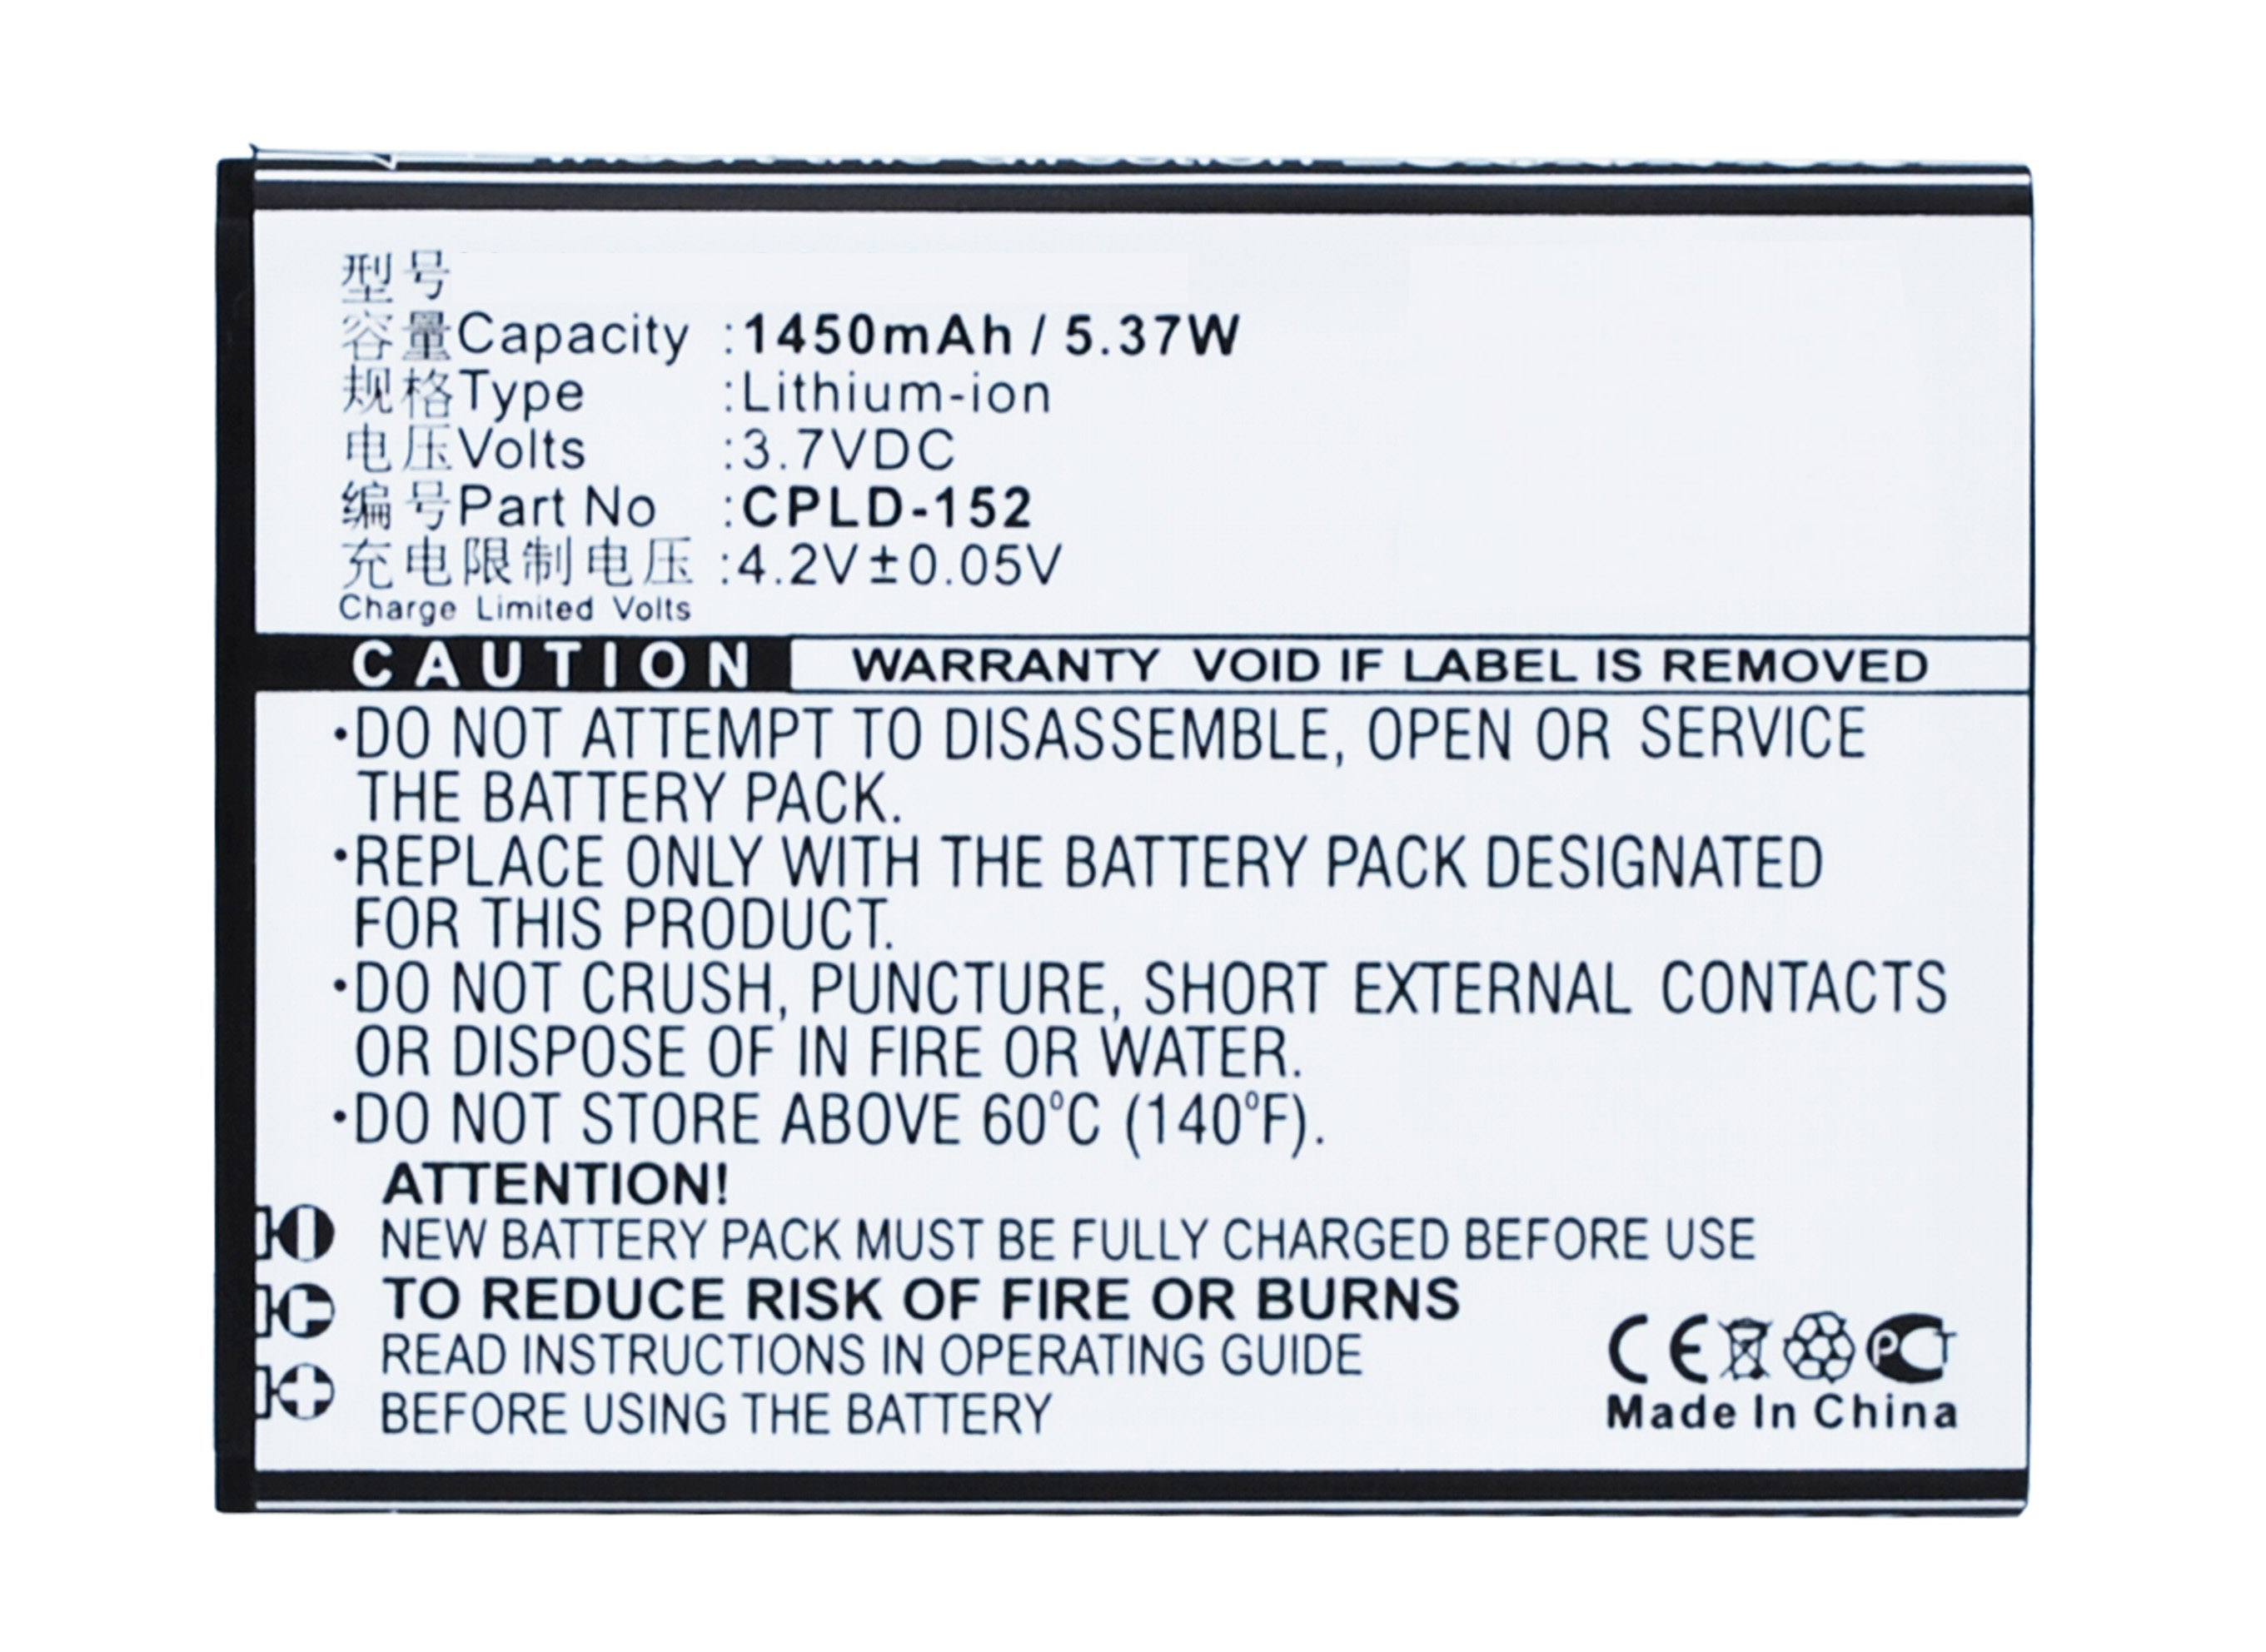 型号
容量Capacity :1450mAh / 5.37W
规格Type :Lithium-ion
电压Volts :3.7VDC
编号Part No :CPLD-152
充电限制电压 :4.2V±0.05V
Charge Limited Volts
CAUTION WARRANTY VOID IF LABEL IS REMOVED
·DO NOT ATTEMPT TO DISASSEMBLE, OPEN OR SERVICE
THE BATTERY PACK.
·REPLACE ONLY WITH THE BATTERY PACK DESIGNATED
FOR THIS PRODUCT.
·DO NOT CRUSH, PUNCTURE, SHORT EXTERNAL CONTACTS
OR DISPOSE OF IN FIRE OR WATER.
·DO NOT STORE ABOVE 60°C (140°F).
ATTENTION!
NEW BATTERY PACK MUST BE FULLY CHARGED BEFORE USE
TO REDUCE RISK OF FIRE OR BURNS
READ INSTRUCTIONS IN OPERATING GUIDE
BEFORE USING THE BATTERY
CE PCT
Made In China